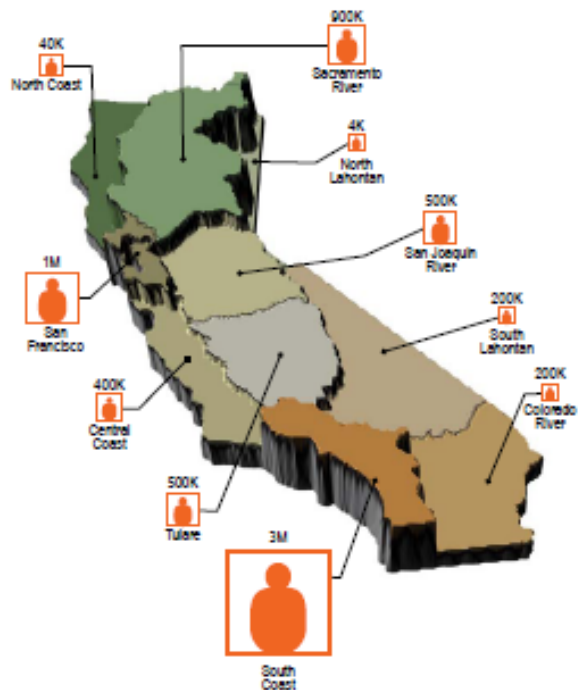 900K
Sacramento
River
40K
North Coast
4K
North
Lahontan
500K
San Joaquin
River
1M
San
Francisco
200K
South
Lahontan
200K
Colorado
River
400K
Central
Coast
500K
Tulare
3M
South
Coast